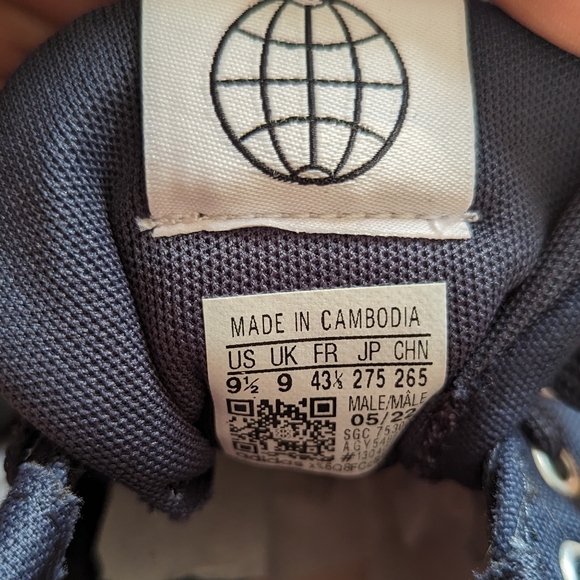 MADE IN CAMBODIA
US UK FR JP CHN
9½ 9 43⅓ 275 265
MALE/MÂLE
05/22
SGC